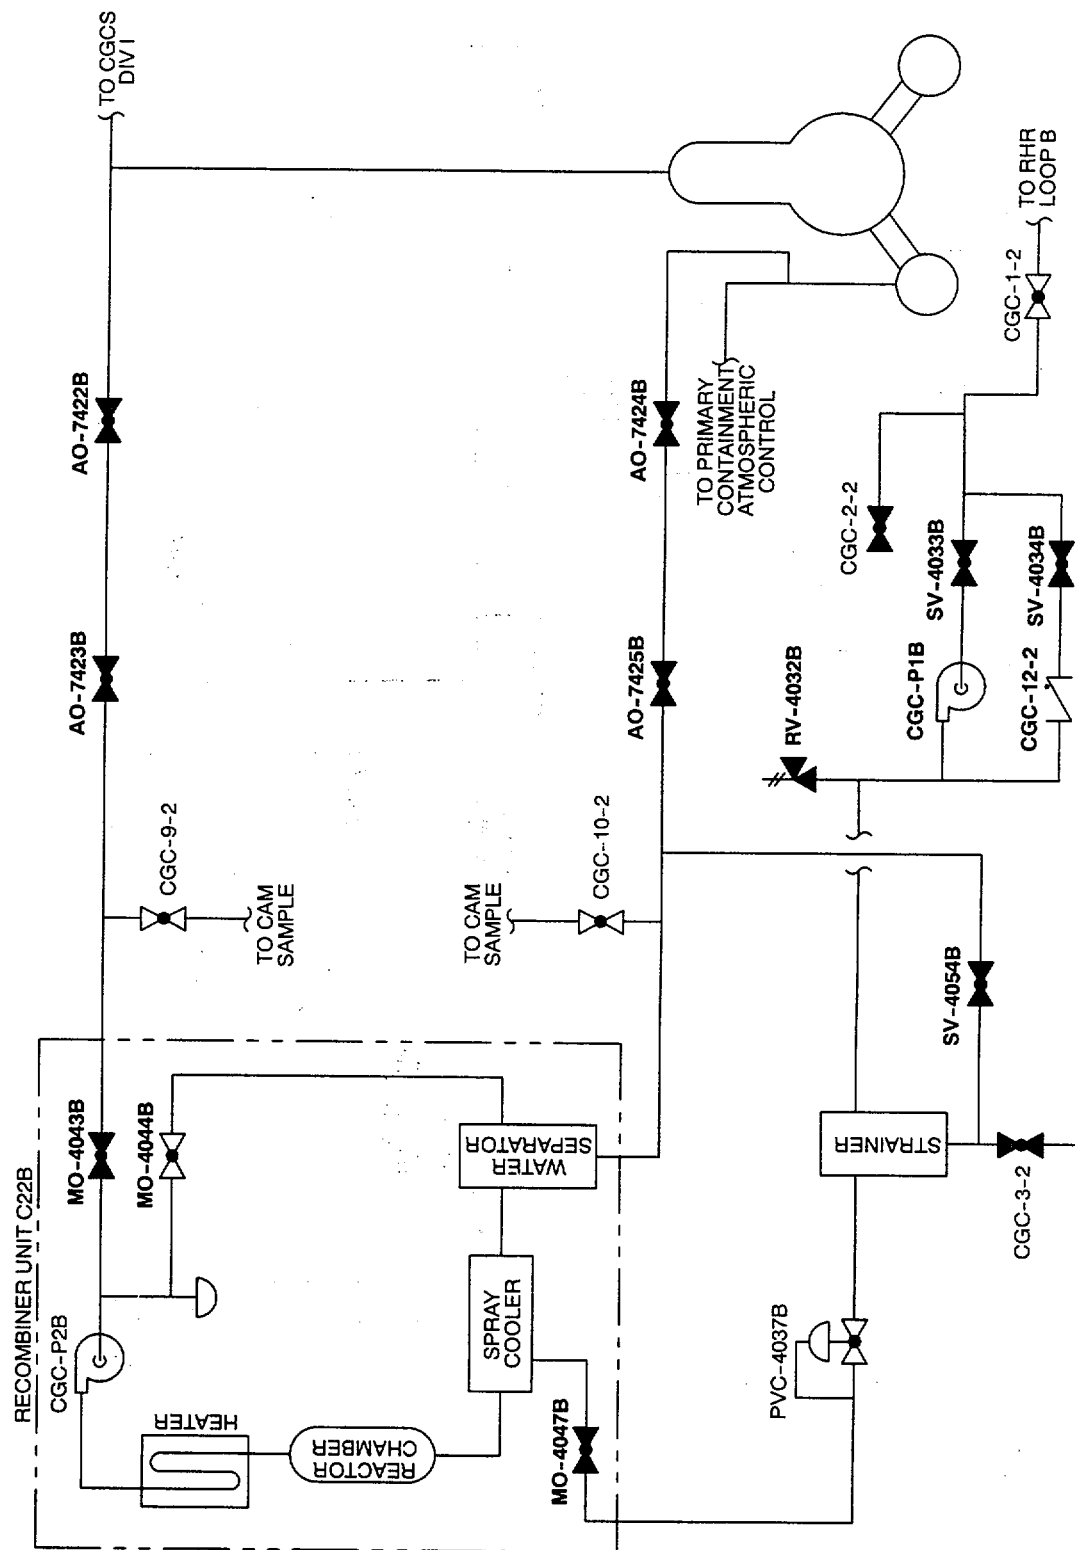 TO CGCS
DIV I
AO-7422B
AO-7423B
CGC-9-2
TO CAM
SAMPLE
RECOMBINER UNIT C22B
MO-4043B
MO-4044B
CGC-P2B
HEATER
REACTOR
CHAMBER
SPRAY
COOLER
WATER
SEPARATOR
MO-4047B
TO CAM
SAMPLE
CGC-10-2
AO-7425B
AO-7424B
TO PRIMARY
CONTAINMENT
ATMOSPHERIC
CONTROL
TO RHR
LOOP B
CGC-1-2
CGC-2-2
SV-4033B
SV-4034B
CGC-P1B
CGC-12-2
RV-4032B
SV-4054B
STRAINER
CGC-3-2
PVC-4037B